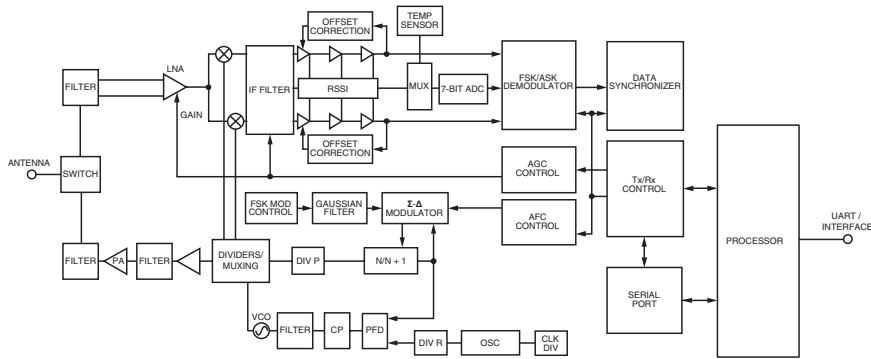 OFFSET
CORRECTION
TEMP
SENSOR
LNA
FILTER
GAIN
IF FILTER
RSSI
MUX
7-BIT ADC
FSK/ASK
DEMODULATOR
DATA
SYNCHRONIZER
OFFSET
CORRECTION
ANTENNA
SWITCH
AGC
CONTROL
Tx/Rx
CONTROL
FSK MOD
CONTROL
GAUSSIAN
FILTER
Σ-Δ
MODULATOR
AFC
CONTROL
PROCESSOR
UART /
INTERFACE
FILTER
PA
FILTER
DIVIDERS/
MUXING
DIV P
N/N + 1
SERIAL
PORT
VCO
FILTER
CP
PFD
DIV R
OSC
CLK
DIV